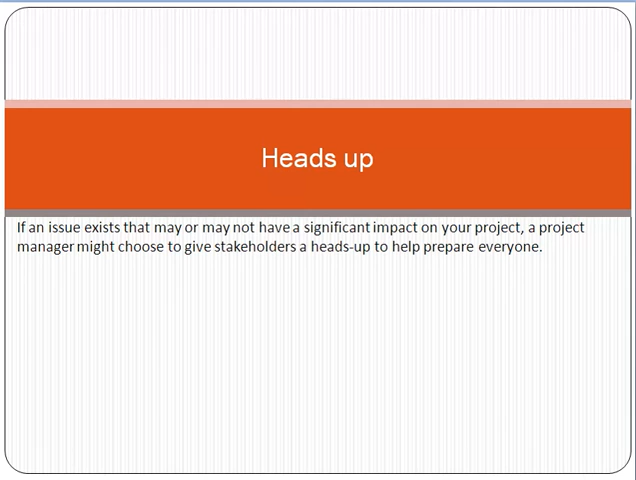 Heads up
If an issue exists that may or may not have a significant impact on your project, a project
manager might choose to give stakeholders a heads-up to help prepare everyone.